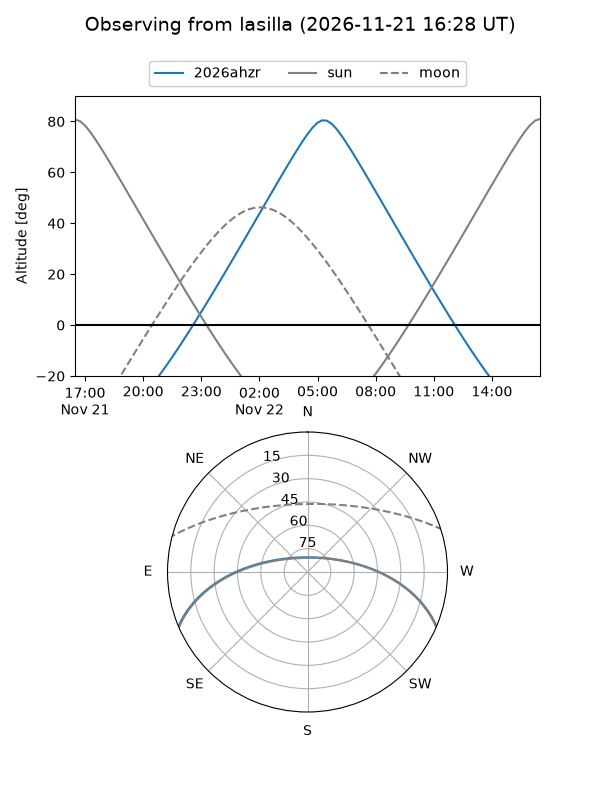 Observing from lasilla (2026-11-21 16:28 UT)
2026ahzr
sun
moon
Altitude [deg]
80
60
40
20
0
−20
17:00
Nov 21
20:00
23:00
02:00
Nov 22
05:00
08:00
11:00
14:00
N
NE
NW
15
30
45
60
75
E
W
SE
SW
S